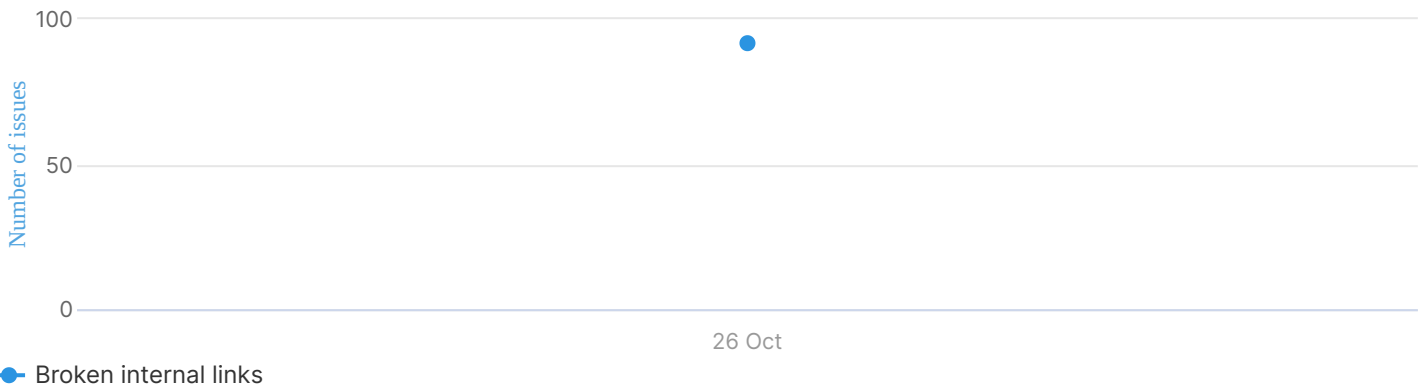 100
Number of issues
50
0
26 Oct
Broken internal links